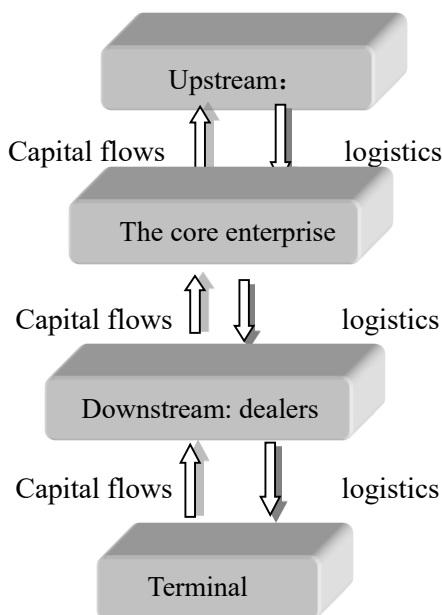 Upstream：
Capital flows
logistics
The core enterprise
Capital flows
logistics
Downstream: dealers
Capital flows
logistics
Terminal